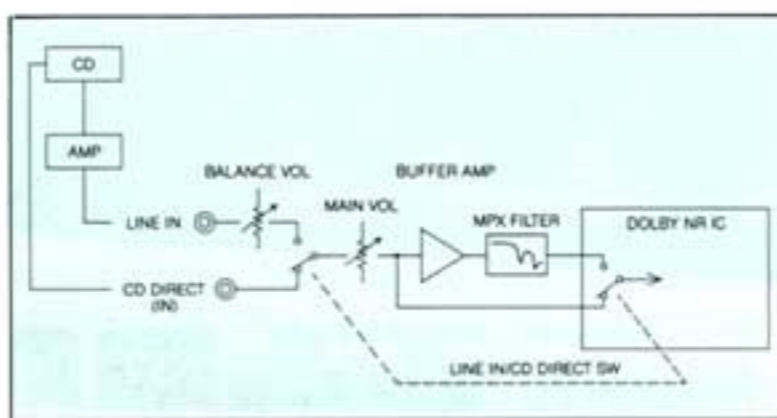 CD
AMP
BALANCE VOL
BUFFER AMP
MAIN VOL
MPX FILTER
DOLBY NR IC
LINE IN
CD DIRECT
(IN)
LINE IN/CD DIRECT SW